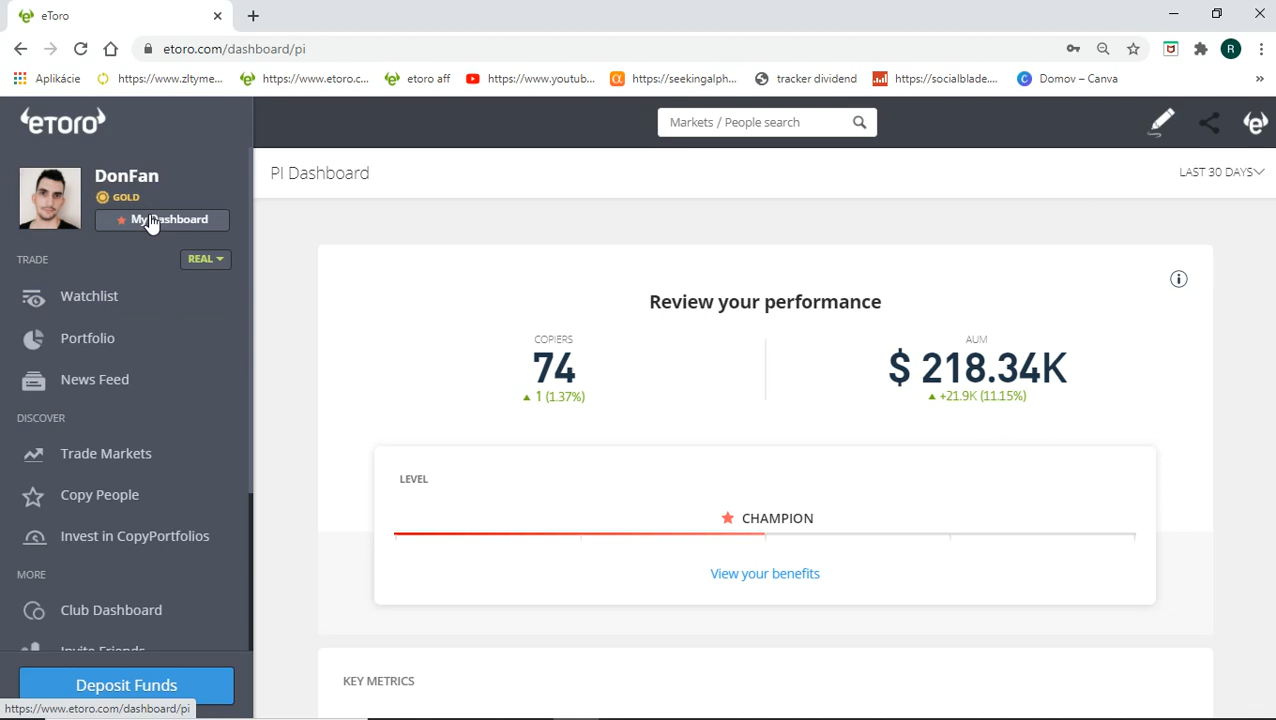 eToro
etoro.com/dashboard/pi
R
Aplikácie
https://www.zltyme...
https://www.etoro.c...
etoro aff
https://www.youtub...
https://seekingalph...
tracker dividend
https://socialblade....
Domov – Canva
»
eToro
Markets / People search
DonFan
GOLD
My Dashboard
PI Dashboard
LAST 30 DAYS
TRADE
REAL
Watchlist
Portfolio
News Feed
DISCOVER
Trade Markets
Copy People
Invest in CopyPortfolios
MORE
Club Dashboard
Invite Friends
Deposit Funds
https://www.etoro.com/dashboard/pi
Review your performance
COPIERS
74
1 (1.37%)
AUM
$ 218.34K
+21.9K (11.15%)
LEVEL
CHAMPION
View your benefits
KEY METRICS